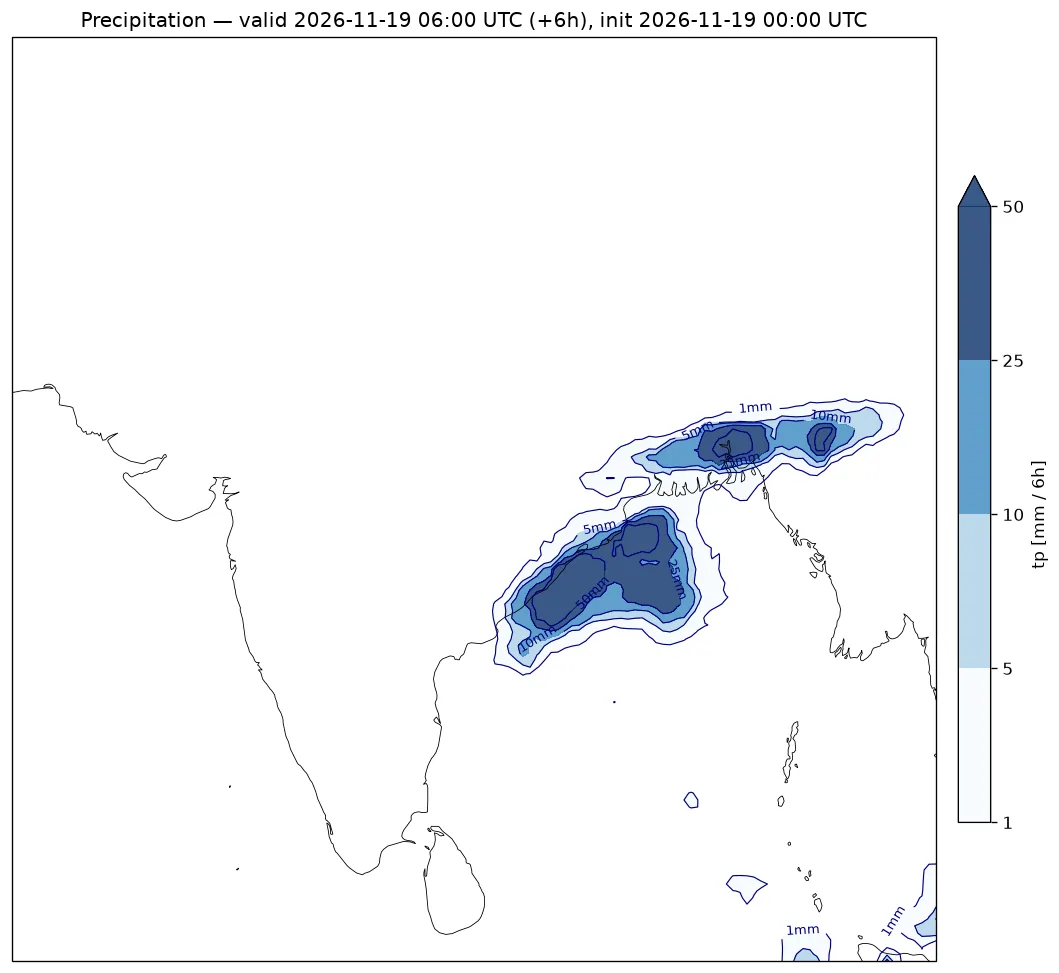 Precipitation — valid 2026-11-19 06:00 UTC (+6h), init 2026-11-19 00:00 UTC
50
25
10
5
1
tp [mm / 6h]
1mm
10mm
5mm
5mm
25mm
50mm
10mm
1mm
1mm